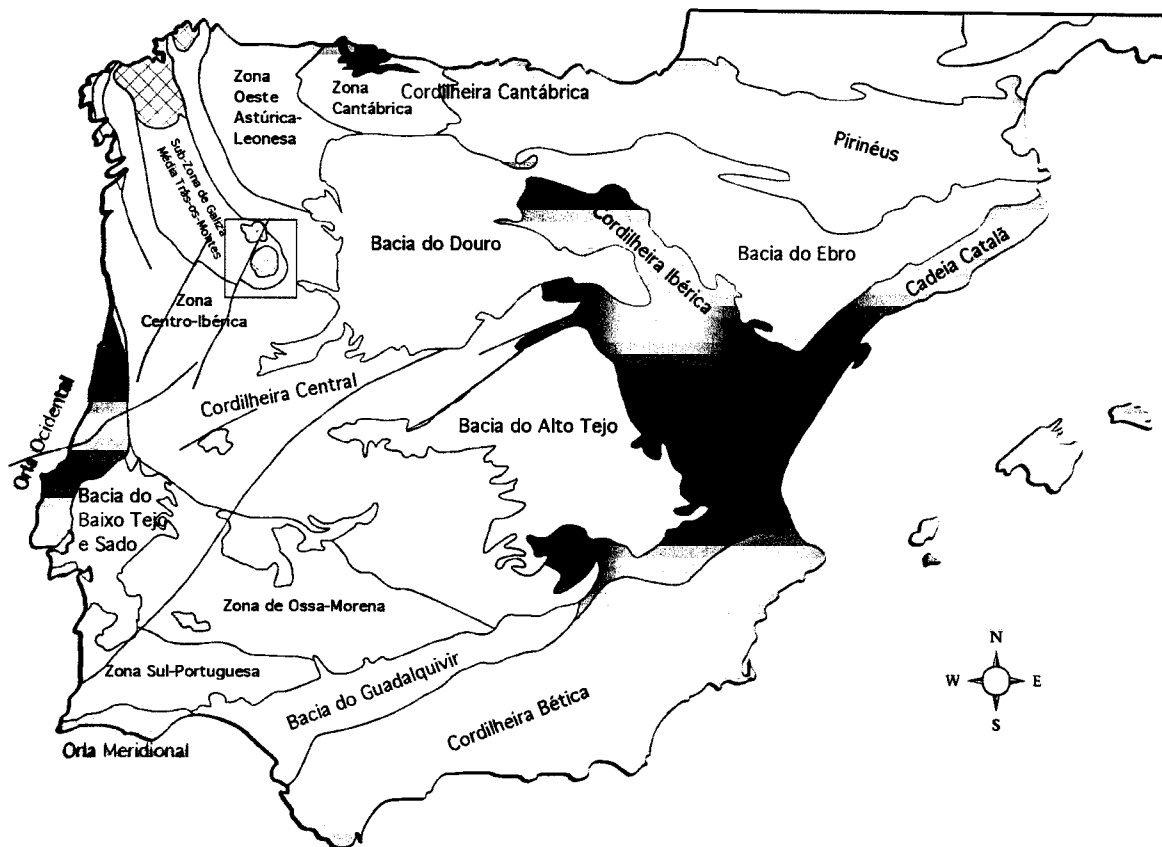 Zona
Oeste
Astúrica-
Leonesa
Zona
Cantábrica
Cordilheira Cantábrica
Pirinéus
Sub-Zona de Galiza
Média Trás-os-Montes
Bacia do Douro
Cordilheira Ibérica
Bacia do Ebro
Cadeia Catalã
Zona
Centro-Ibérica
Cordilheira Central
Orla Ocidental
Bacia do Alto Tejo
Bacia do
Baixo Tejo
e Sado
Zona de Ossa-Morena
Zona Sul-Portuguesa
Bacia do Guadalquivir
Cordilheira Bética
Orla Meridional
N
W
E
S